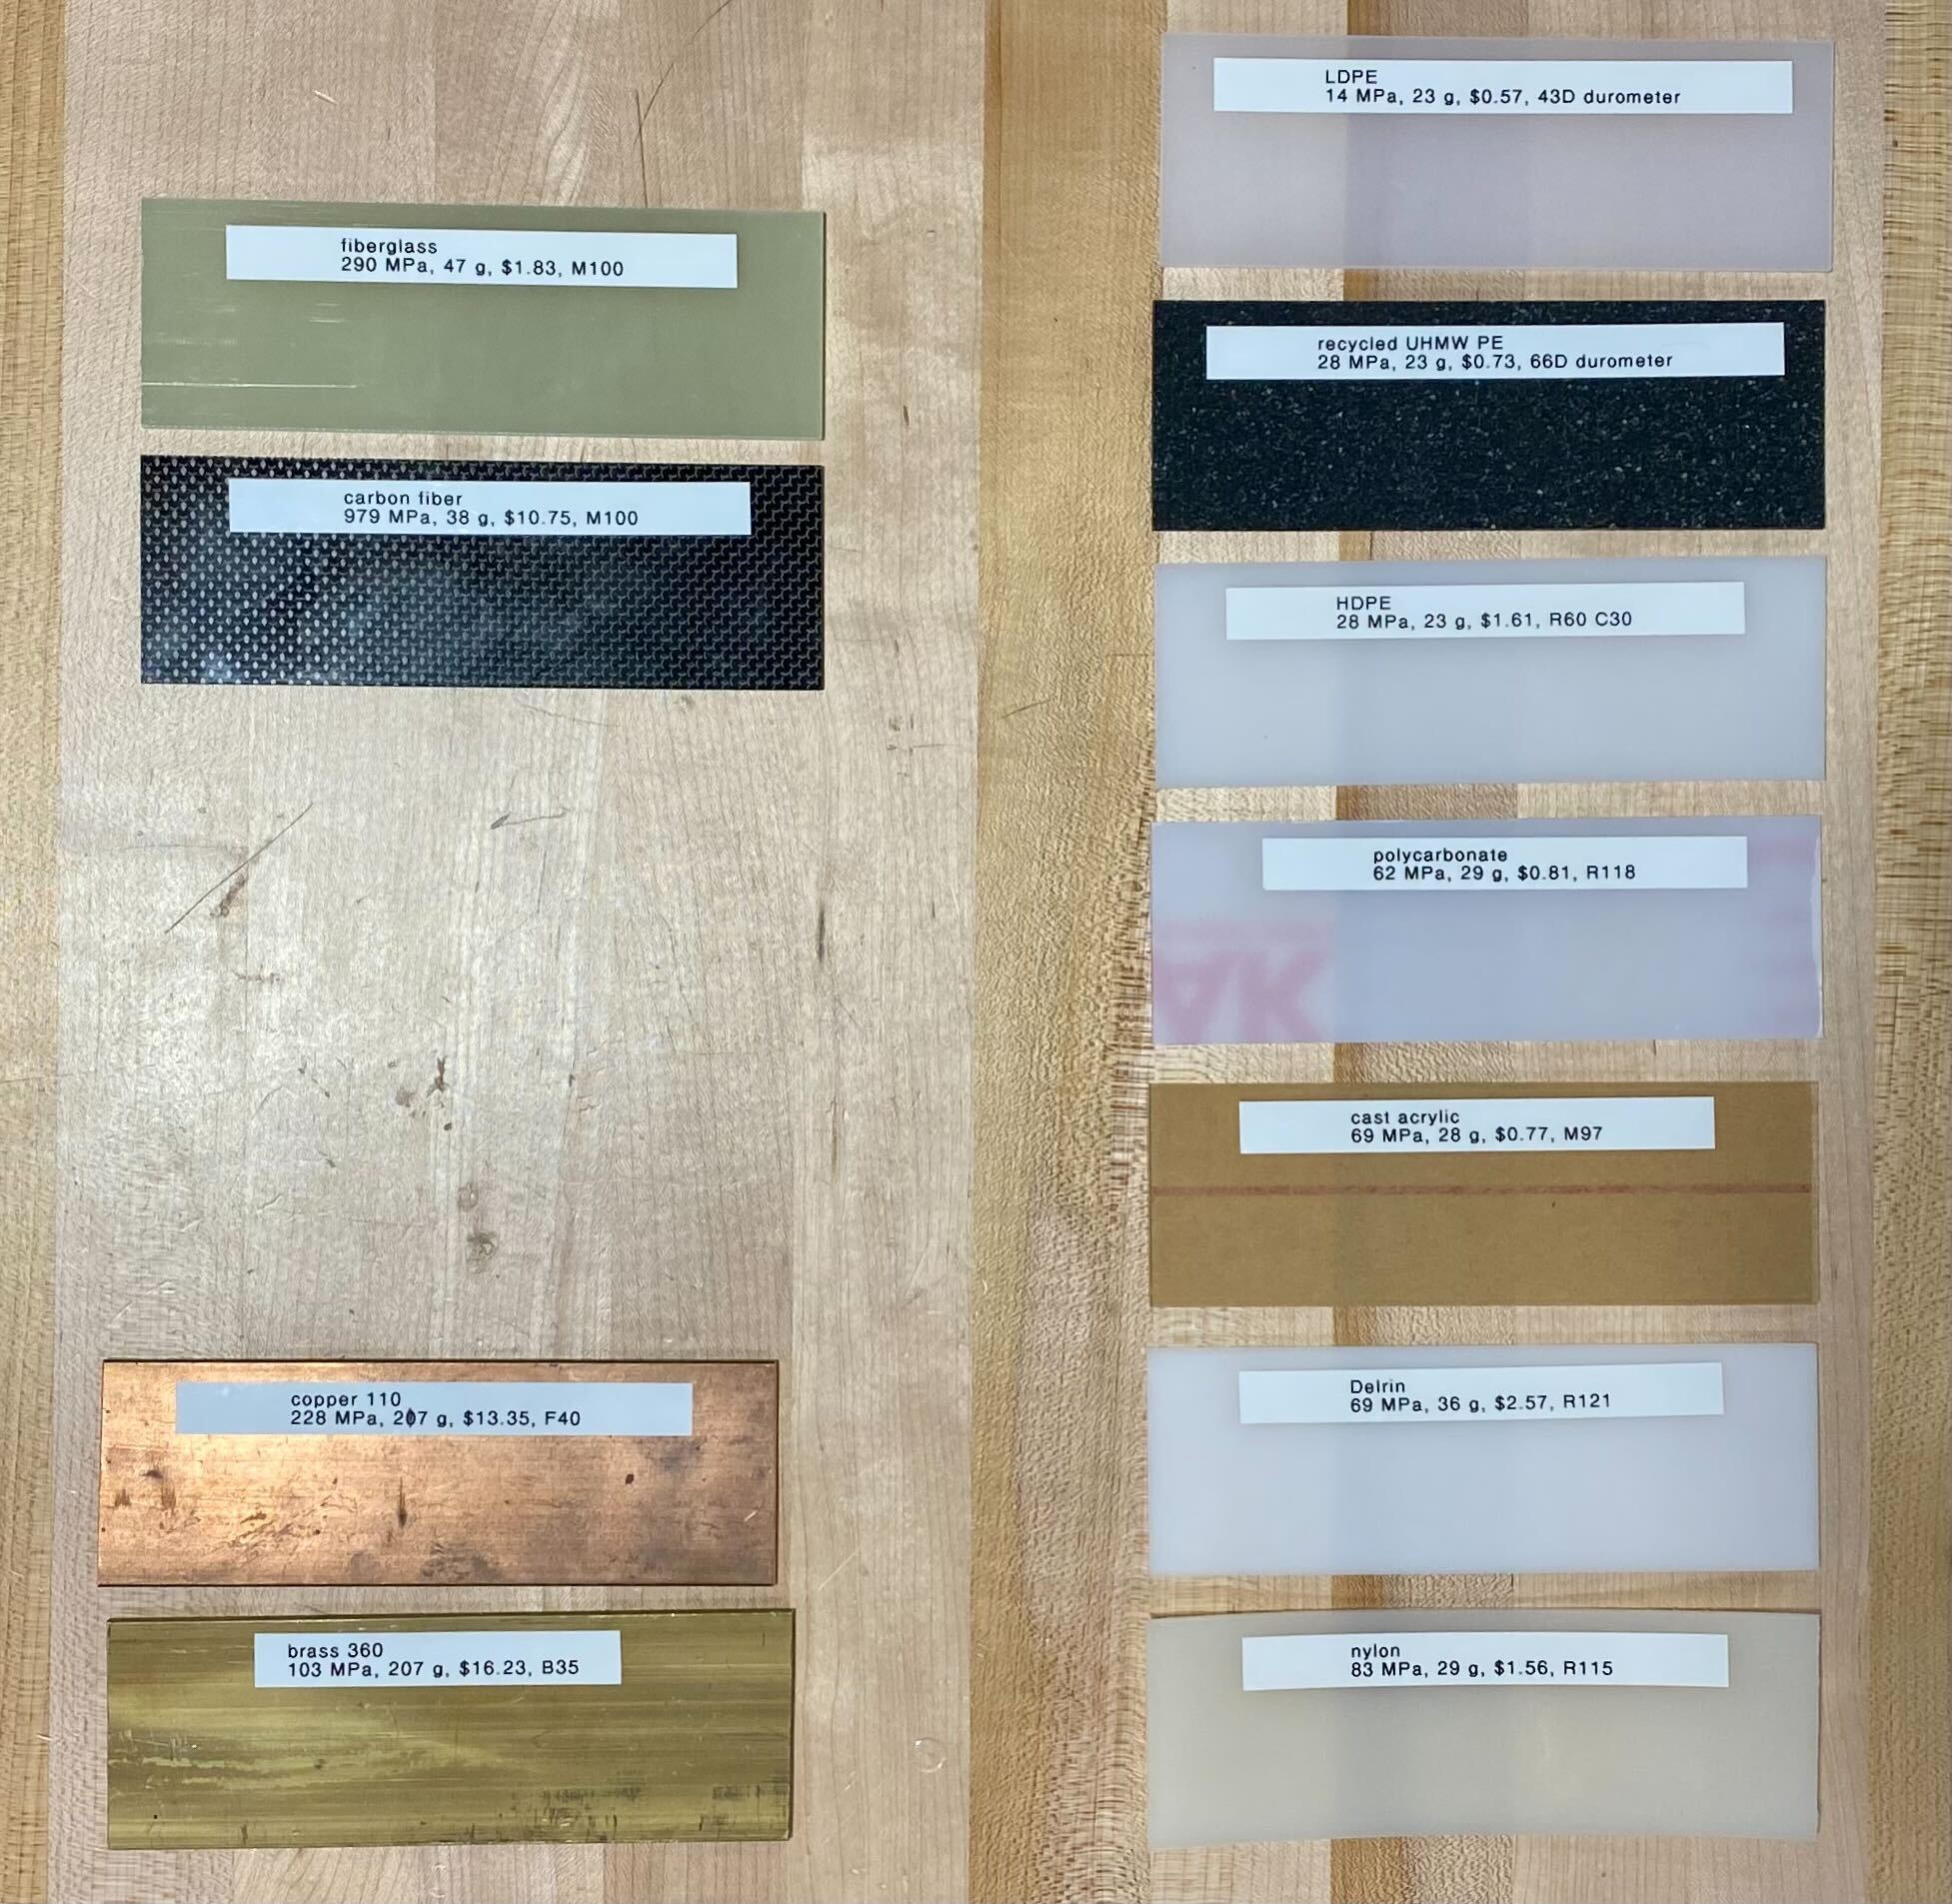 fiberglass
290 MPa, 47 g, $1.83, M100
carbon fiber
979 MPa, 38 g, $10.75, M100
copper 110
228 MPa, 207 g, $13.35, F40
brass 360
103 MPa, 207 g, $16.23, B35
LDPE
14 MPa, 23 g, $0.57, 43D durometer
recycled UHMW PE
28 MPa, 23 g, $0.73, 66D durometer
HDPE
28 MPa, 23 g, $1.61, R60 C30
polycarbonate
62 MPa, 29 g, $0.81, R118
cast acrylic
69 MPa, 28 g, $0.77, M97
Delrin
69 MPa, 36 g, $2.57, R121
nylon
83 MPa, 29 g, $1.56, R115